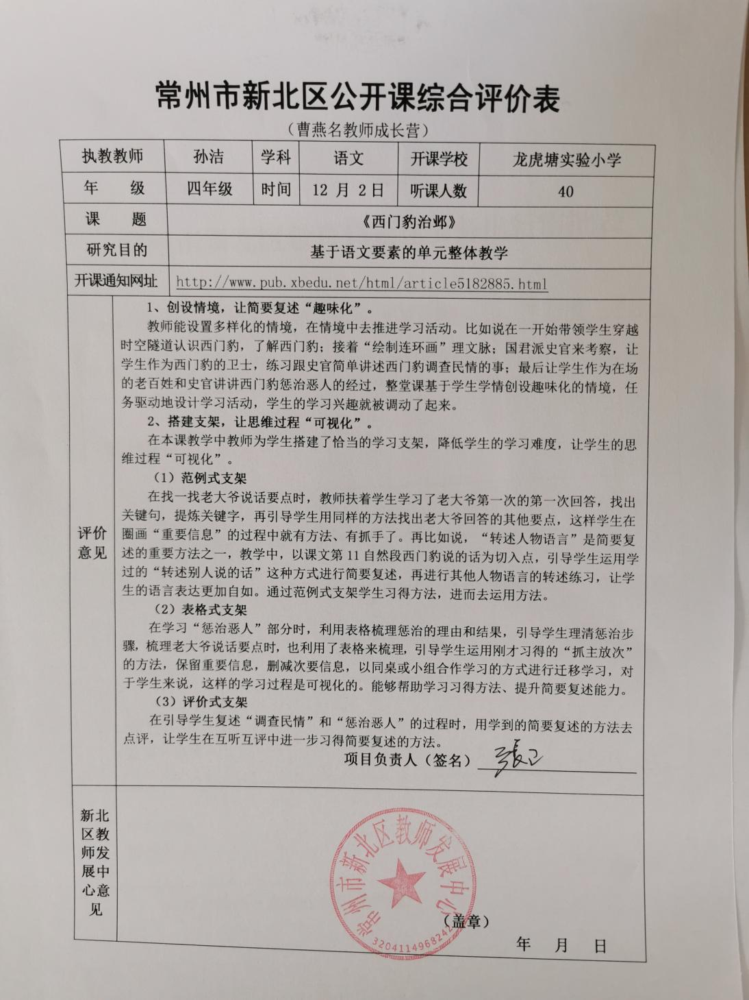 常州市新北区公开课综合评价表
（曹燕名教师成长营）
执教教师 孙洁 学科 语文 开课学校 龙虎塘实验小学
年 级 四年级 时间 12 月 2日 听课人数 40
课 题 《西门豹治邺》
研究目的 基于语文要素的单元整体教学
开课通知网址 http://www.pub.xbedu.net/html/article5182885.html
评价意见
1、创设情境，让简要复述“趣味化”。
教师能设置多样化的情境，在情境中去推进学习活动。比如说在一开始带领学生穿越
时空隧道认识西门豹，了解西门豹；接着“绘制连环画”理文脉；国君派史官来考察，让
学生作为西门豹的卫士，练习跟史官简单讲述西门豹调查民情的事；最后让学生作为在场
的老百姓和史官讲讲西门豹惩治恶人的经过，整堂课基于学生学情创设趣味化的情境，任
务驱动地设计学习活动，学生的学习兴趣就被调动了起来。
2、搭建支架，让思维过程“可视化”。
在本课教学中教师为学生搭建了恰当的学习支架，降低学生的学习难度，让学生的思
维过程“可视化”。
（1）范例式支架
在找一找老大爷说话要点时，教师扶着学生学习了老大爷第一次的第一次回答，找出
关键句，提炼关键字，再引导学生用同样的方法找出老大爷回答的其他要点，这样学生在
圈画“重要信息”的过程中就有方法、有抓手了。再比如说，“转述人物语言”是简要复
述的重要方法之一，教学中，以课文第 11 自然段西门豹说的话为切入点，引导学生运用学
过的“转述别人说的话”这种方式进行简要复述，再进行其他人物语言的转述练习，让学
生的语言表达更加自如。通过范例式支架学生习得方法，进而去运用方法。
（2）表格式支架
在学习“惩治恶人”部分时，利用表格梳理惩治的理由和结果，引导学生理清惩治步
骤，梳理老大爷说话要点时，也利用了表格来梳理，引导学生运用刚才习得的“抓主放次”
的方法，保留重要信息，删减次要信息，以同桌或小组合作学习的方式进行迁移学习，对
于学生来说，这样的学习过程是可视化的。能够帮助学习习得方法、提升简要复述能力。
（3）评价式支架
在引导学生复述“调查民情”和“惩治恶人”的过程时，用学到的简要复述的方法去
点评，让学生在互听互评中进一步习得简要复述的方法。
项目负责人（签名）
新北区教师发展中心意见
常州市新北区教师发展中心
3204114968242
（盖章）
年 月 日